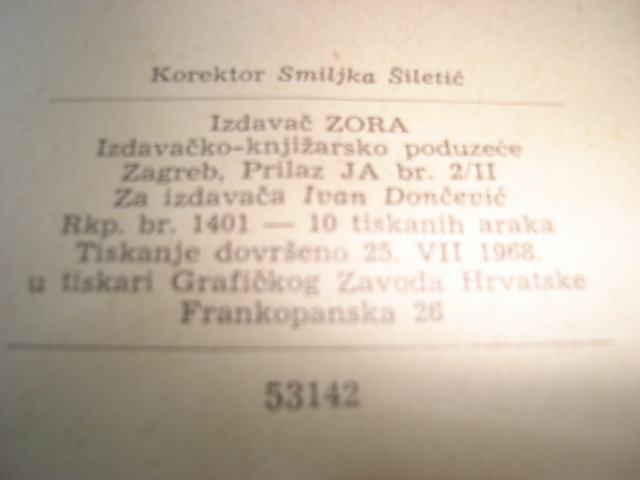 Korektor Smiljka Šiletić
Izdavač ZORA
Izdavačko-knjižarsko poduzeće
Zagreb, Prilaz JA br. 2/II
Za izdavača Ivan Dončević
Rkp. br. 1401 — 10 tiskanih araka
Tiskanje dovršeno 25. VII 1968.
u tiskari Grafičkog Zavoda Hrvatske
Frankopanska 26
53142